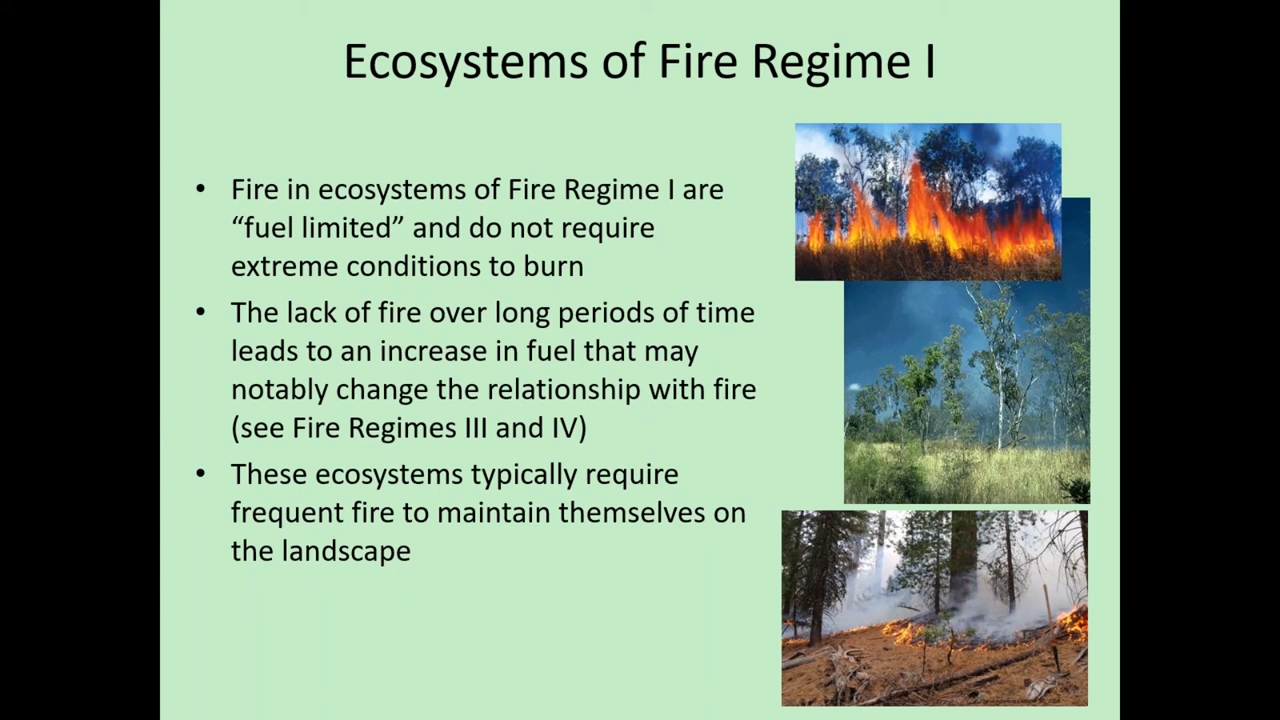 Ecosystems of Fire Regime I
• Fire in ecosystems of Fire Regime I are
“fuel limited” and do not require
extreme conditions to burn
• The lack of fire over long periods of time
leads to an increase in fuel that may
notably change the relationship with fire
(see Fire Regimes III and IV)
• These ecosystems typically require
frequent fire to maintain themselves on
the landscape